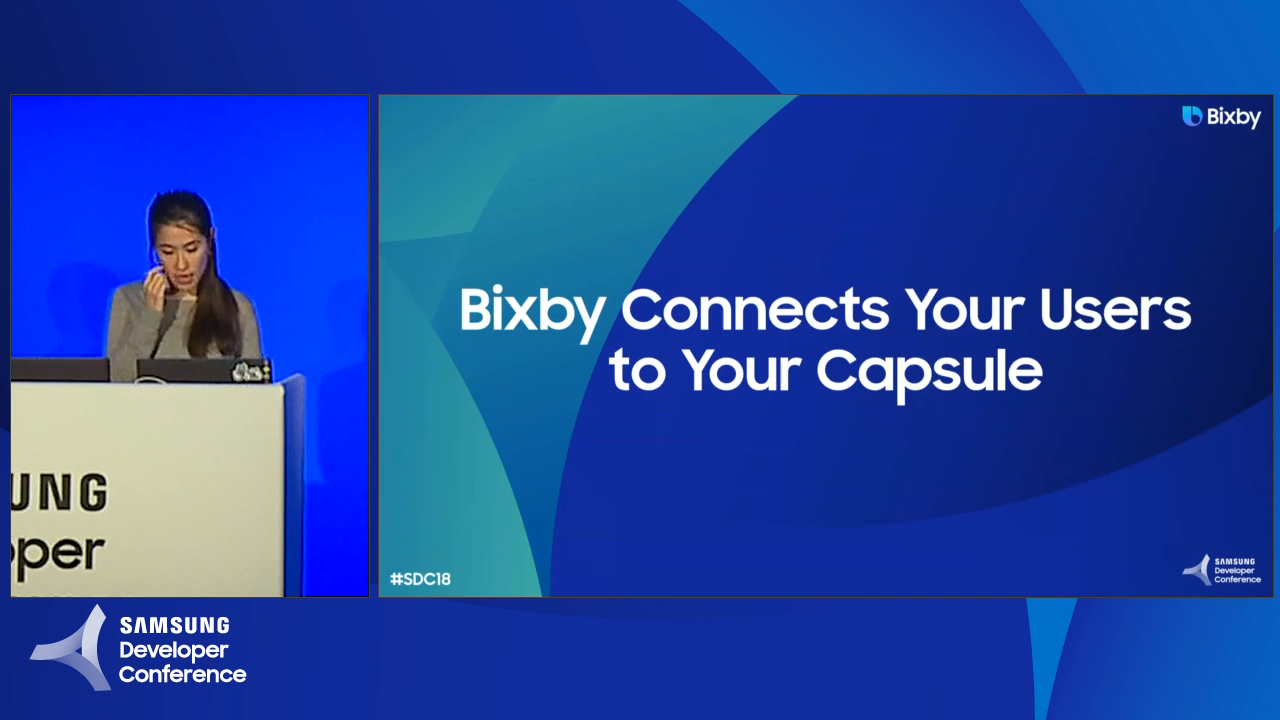 Bixby
Bixby Connects Your Users
to Your Capsule
#SDC18
SAMSUNG
Developer
Conference
UNG
oper
SAMSUNG
Developer
Conference